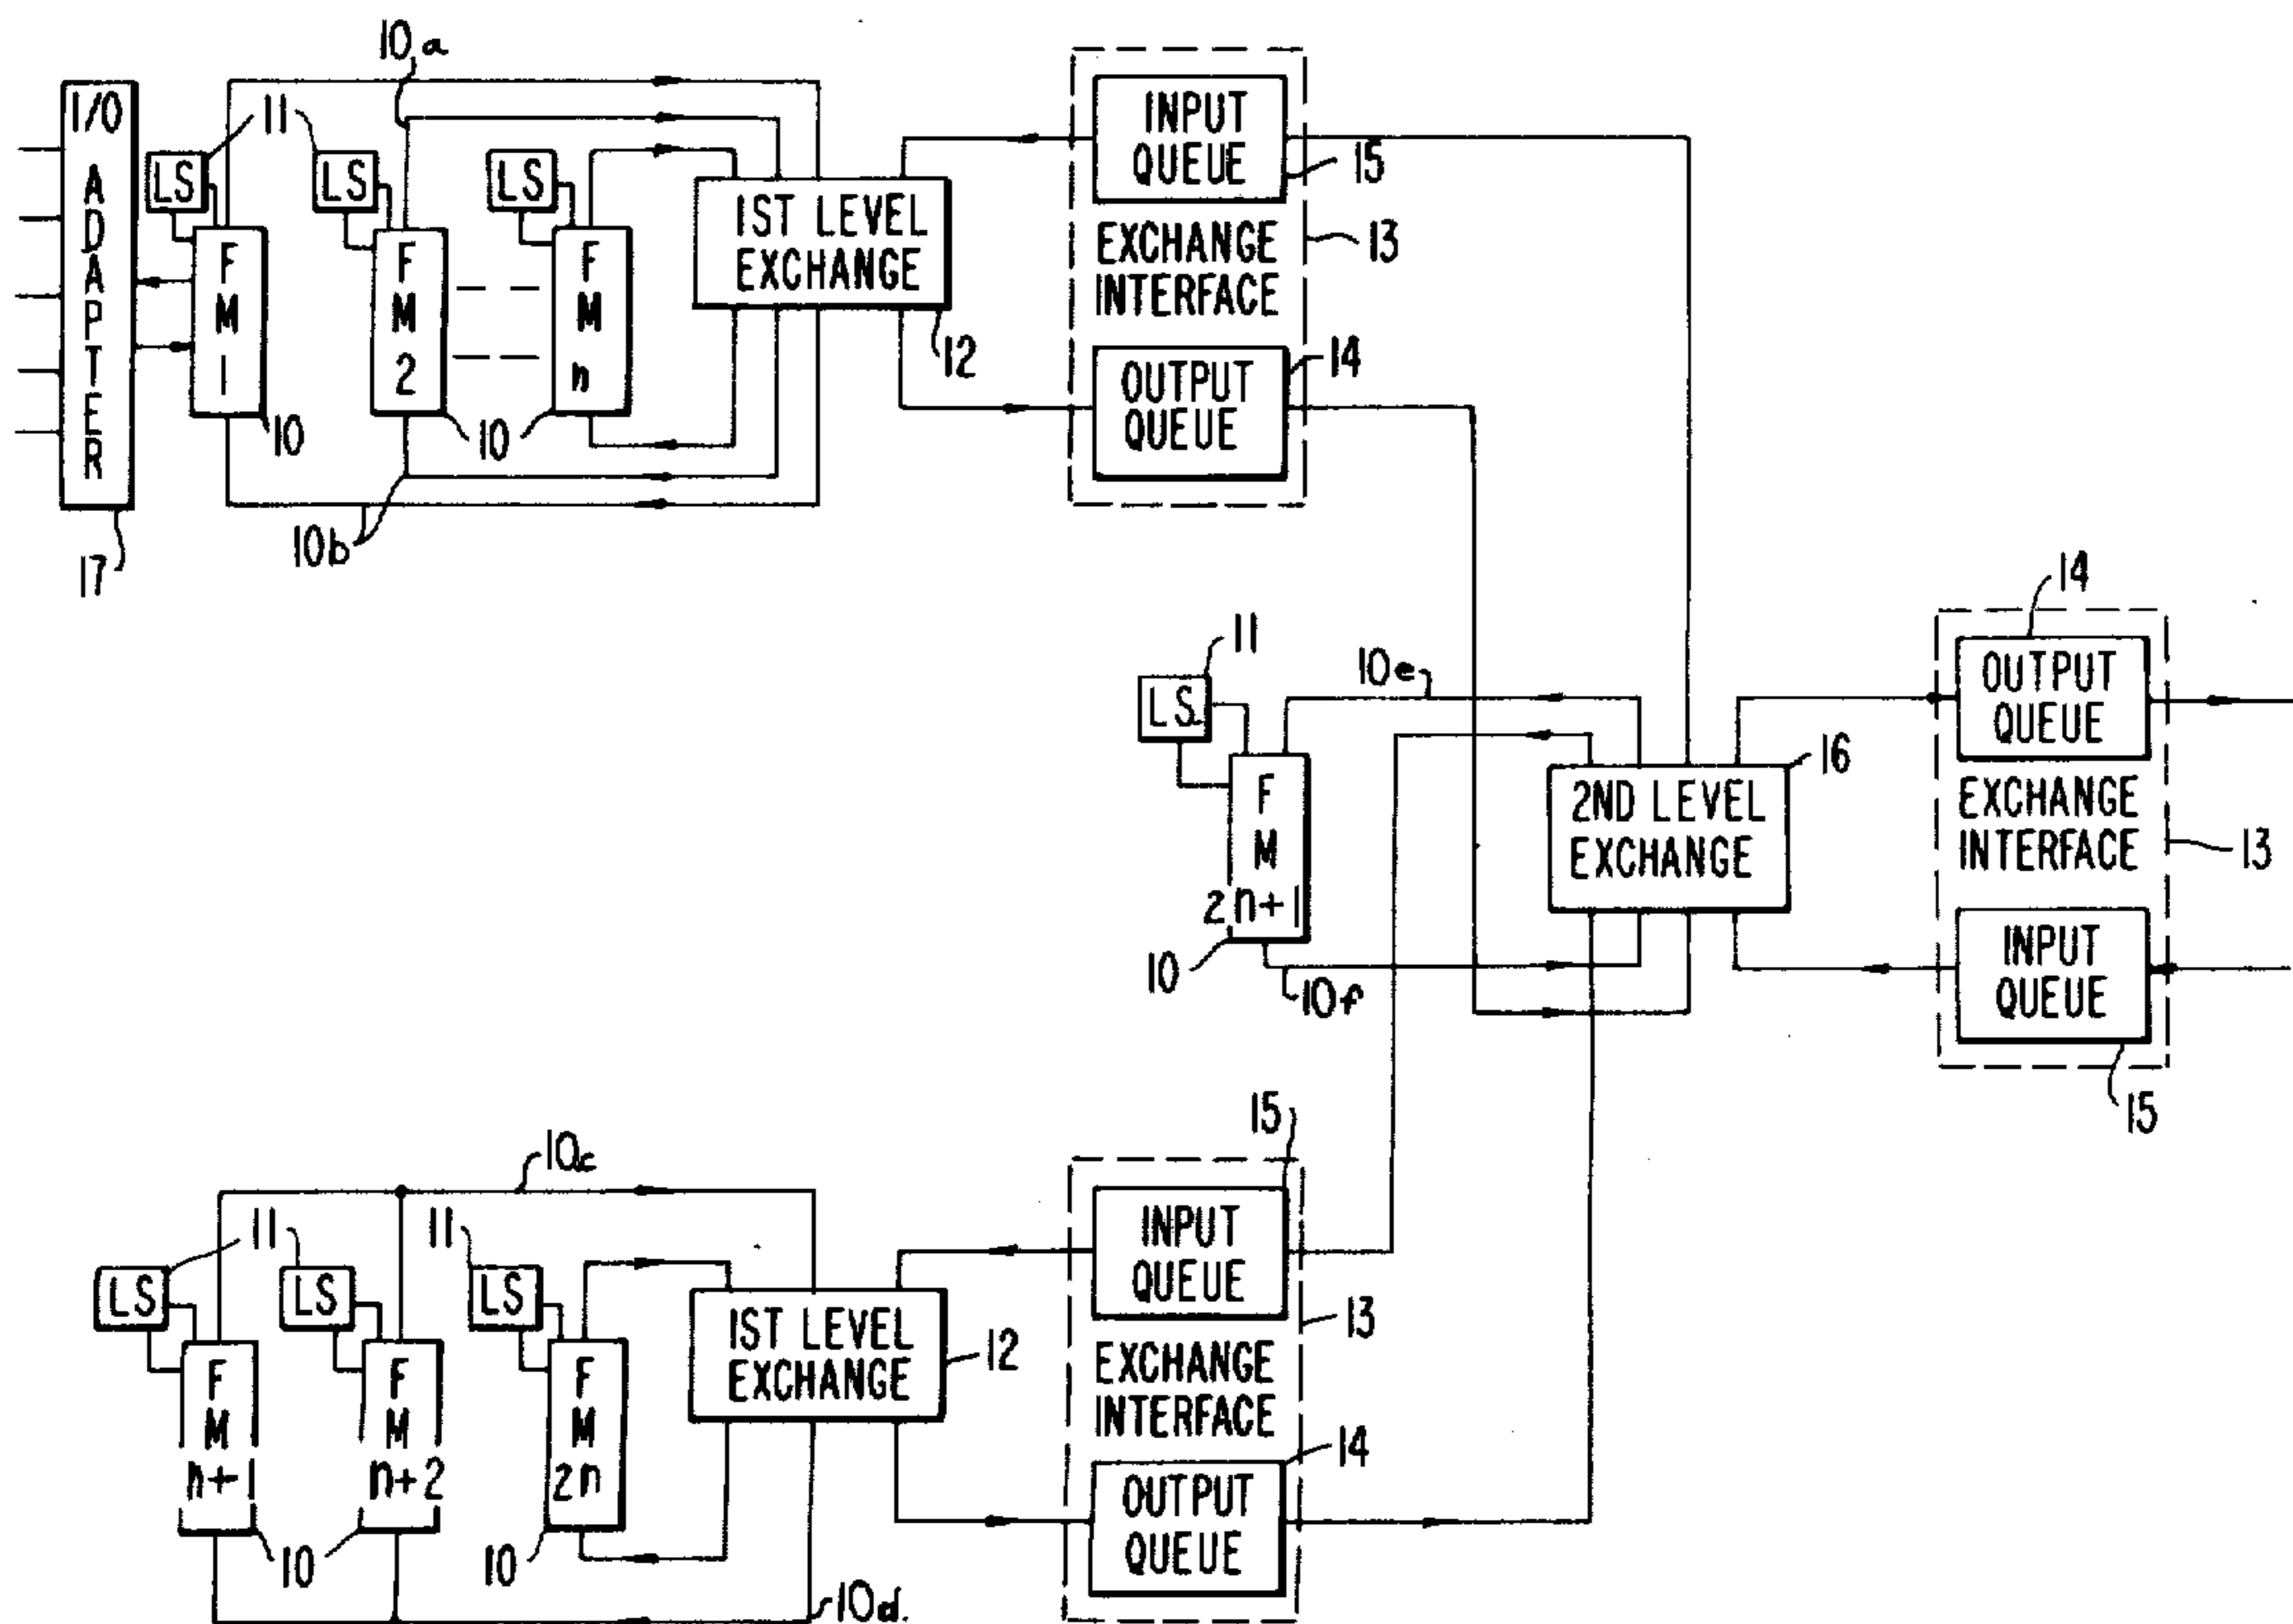 10a
I/O
ADAPTER
11
LS
LS
LS
FM1
FM2
FMn
10
10
10b
17
1ST LEVEL
EXCHANGE
12
INPUT
QUEUE
15
EXCHANGE
INTERFACE
13
OUTPUT
QUEUE
14
11
LS
FM
2n+1
10
10e
10f
2ND LEVEL
EXCHANGE
16
14
OUTPUT
QUEUE
EXCHANGE
INTERFACE
13
INPUT
QUEUE
15
10c
11
11
LS
LS
LS
FM
n+1
FM
n+2
FM
2n
10
10
10d.
1ST LEVEL
EXCHANGE
12
15
INPUT
QUEUE
13
EXCHANGE
INTERFACE
14
OUTPUT
QUEUE